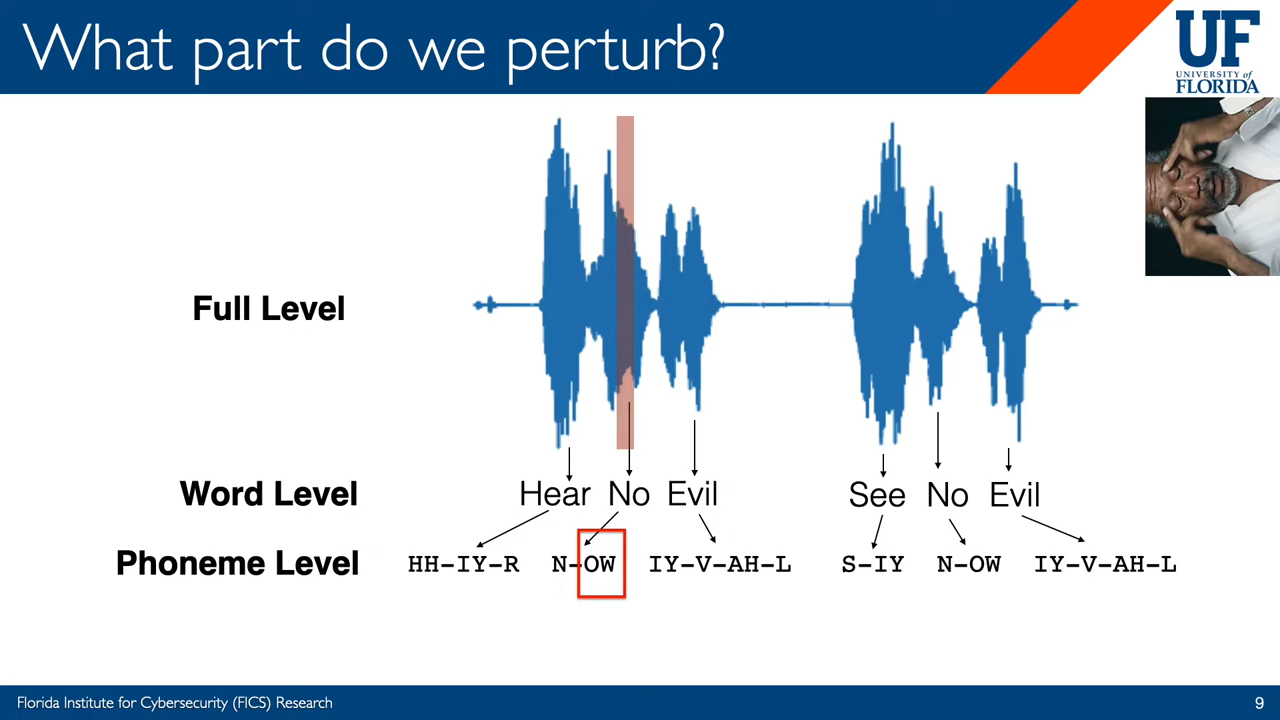 What part do we perturb?
UF
UNIVERSITY of
FLORIDA
Full Level
Word Level Hear No Evil See No Evil
Phoneme Level HH-IY-R N-OW IY-V-AH-L S-IY N-OW IY-V-AH-L
Florida Institute for Cybersecurity (FICS) Research 9